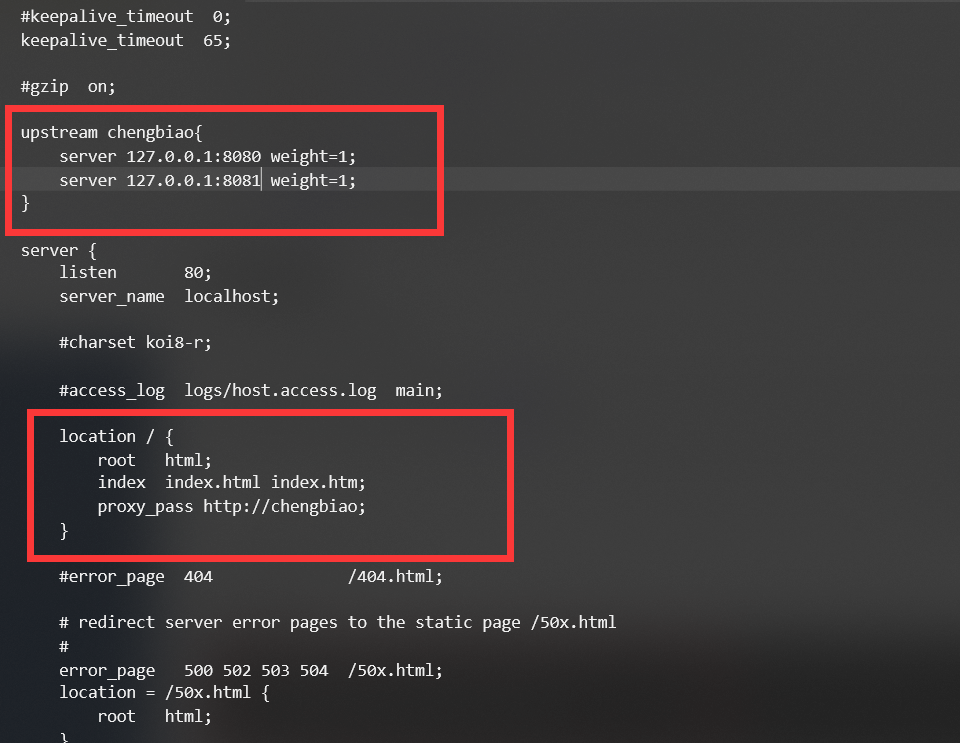 #keepalive_timeout  0;
keepalive_timeout  65;
#gzip  on;
upstream chengbiao{
    server 127.0.0.1:8080 weight=1;
    server 127.0.0.1:8081 weight=1;
}
server {
    listen       80;
    server_name  localhost;
    #charset koi8-r;
    #access_log  logs/host.access.log  main;
    location / {
        root   html;
        index  index.html index.htm;
        proxy_pass http://chengbiao;
    }
    #error_page  404              /404.html;
    # redirect server error pages to the static page /50x.html
    #
    error_page   500 502 503 504  /50x.html;
    location = /50x.html {
        root   html;
    }